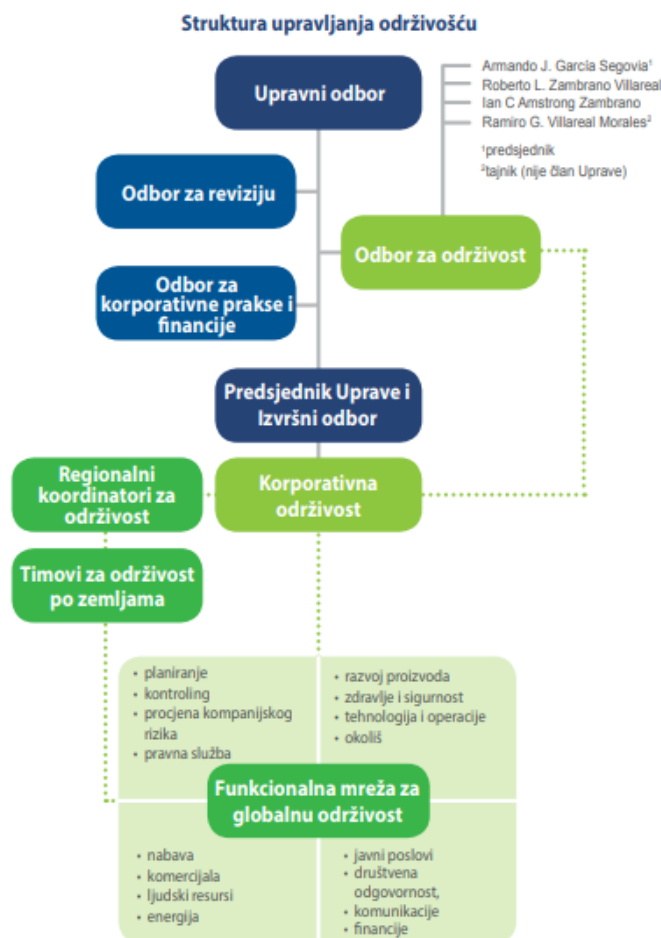 Struktura upravljanja održivošću
Upravni odbor
Armando J. García Segovia¹
Roberto L. Zambrano Villareal
Ian C Amstrong Zambrano
Ramiro G. Villareal Morales²
¹predsjednik
²tajnik (nije član Uprave)
Odbor za reviziju
Odbor za održivost
Odbor za
korporativne prakse i
financije
Predsjednik Uprave i
Izvršni odbor
Regionalni
koordinatori za
održivost
Korporativna
održivost
Timovi za održivost
po zemljama
• planiranje
• kontroling
• procjena kompanijskog
rizika
• pravna služba
• razvoj proizvoda
• zdravlje i sigurnost
• tehnologija i operacije
• okoliš
Funkcionalna mreža za
globalnu održivost
• nabava
• komercijala
• ljudski resursi
• energija
• javni poslovi
• društvena
odgovornost,
• komunikacije
• financije